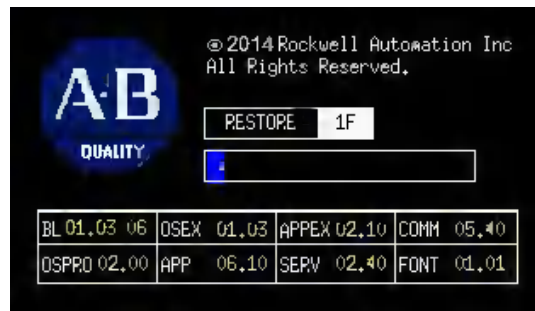 © 2014 Rockwell Automation Inc
All Rights Reserved.
A·B
QUALITY
RESTORE 1F
BL 01.03 06 OSEX 01.03 APPEX 02.10 COMM 05.40
OSPRO 02.00 APP 06.10 SERV 02.40 FONT 01.01